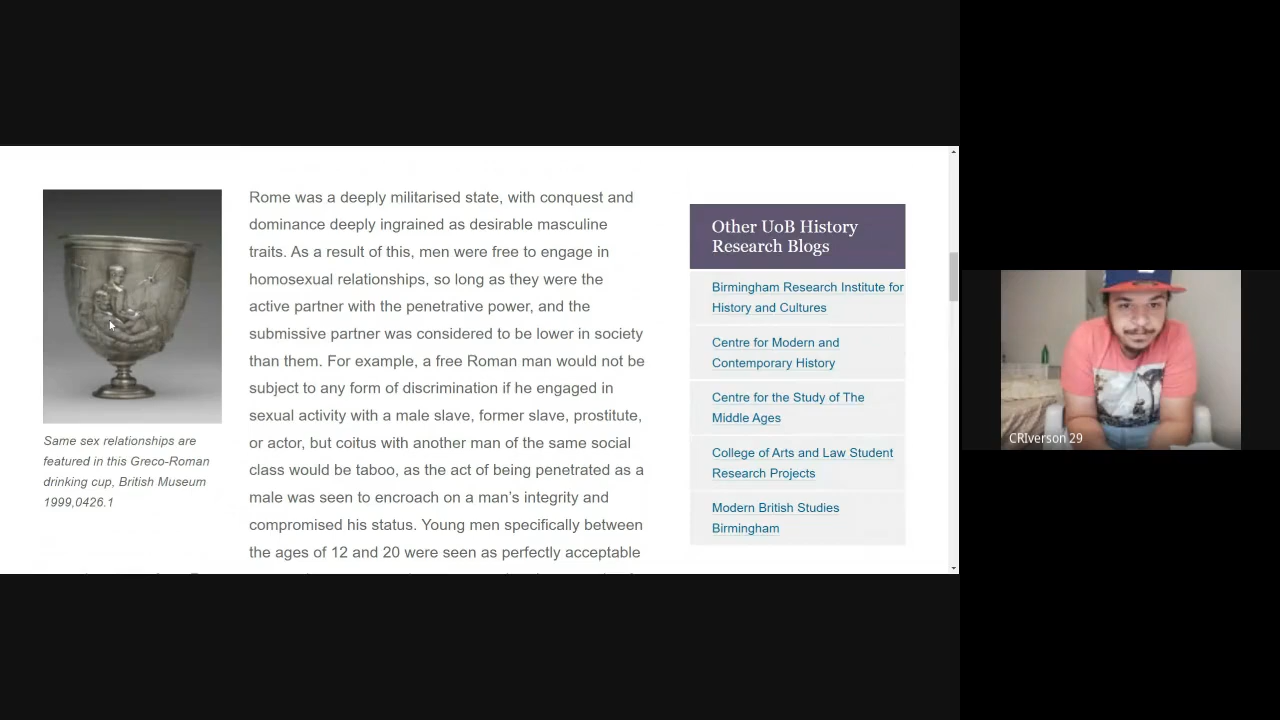 Rome was a deeply militarised state, with conquest and
dominance deeply ingrained as desirable masculine
traits. As a result of this, men were free to engage in
homosexual relationships, so long as they were the
active partner with the penetrative power, and the
submissive partner was considered to be lower in society
than them. For example, a free Roman man would not be
subject to any form of discrimination if he engaged in
sexual activity with a male slave, former slave, prostitute,
or actor, but coitus with another man of the same social
class would be taboo, as the act of being penetrated as a
male was seen to encroach on a man’s integrity and
compromised his status. Young men specifically between
the ages of 12 and 20 were seen as perfectly acceptable
Same sex relationships are
featured in this Greco-Roman
drinking cup, British Museum
1999,0426.1
Other UoB History
Research Blogs
Birmingham Research Institute for
History and Cultures
Centre for Modern and
Contemporary History
Centre for the Study of The
Middle Ages
College of Arts and Law Student
Research Projects
Modern British Studies
Birmingham
CRIverson 29